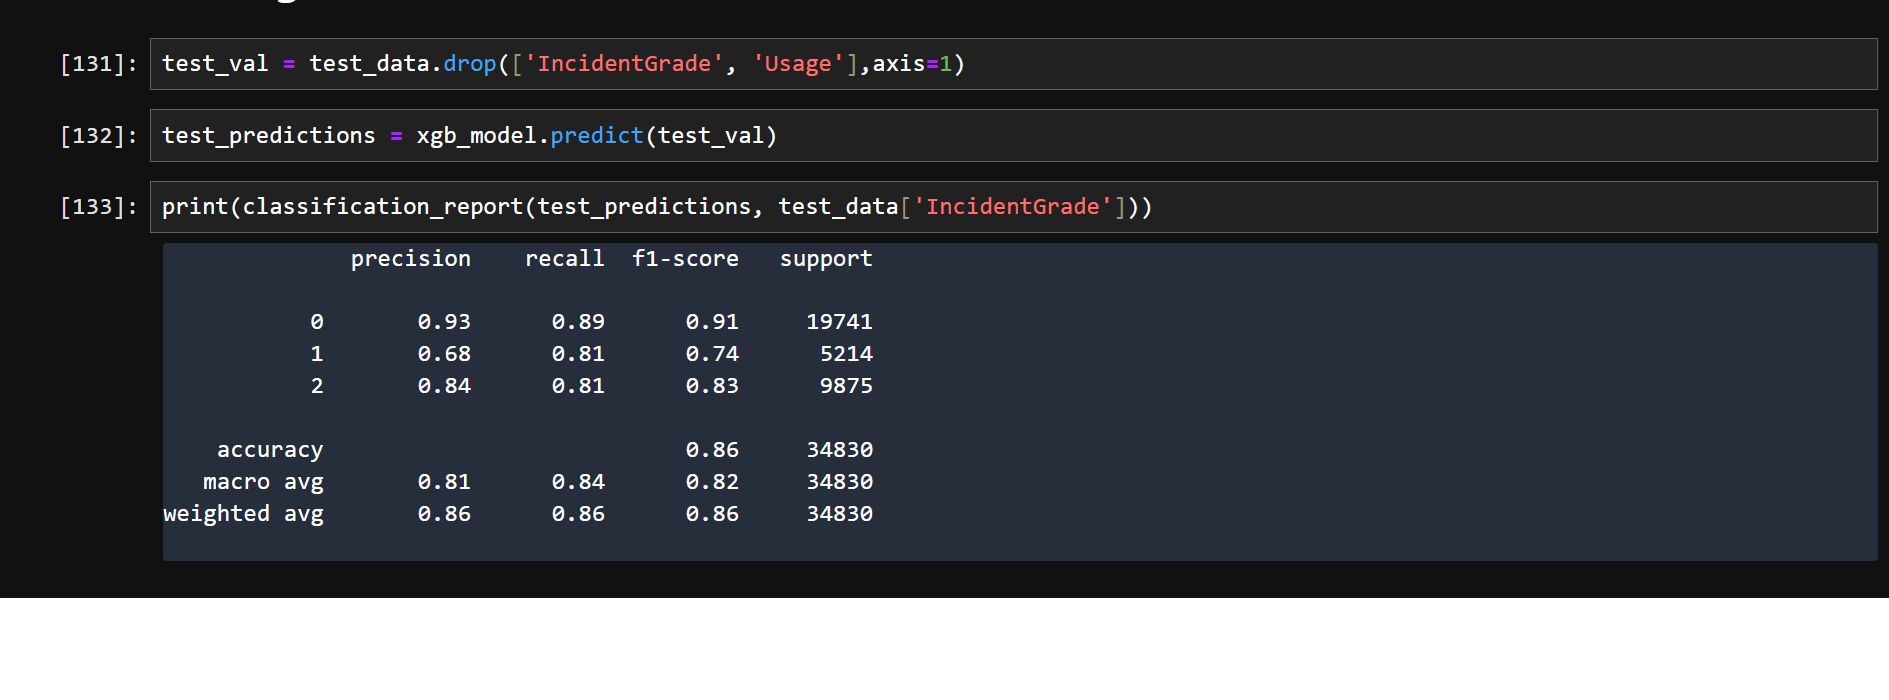 [131]: test_val = test_data.drop(['IncidentGrade', 'Usage'],axis=1)
[132]: test_predictions = xgb_model.predict(test_val)
[133]: print(classification_report(test_predictions, test_data['IncidentGrade']))
precision recall f1-score support
0 0.93 0.89 0.91 19741
1 0.68 0.81 0.74 5214
2 0.84 0.81 0.83 9875
accuracy 0.86 34830
macro avg 0.81 0.84 0.82 34830
weighted avg 0.86 0.86 0.86 34830